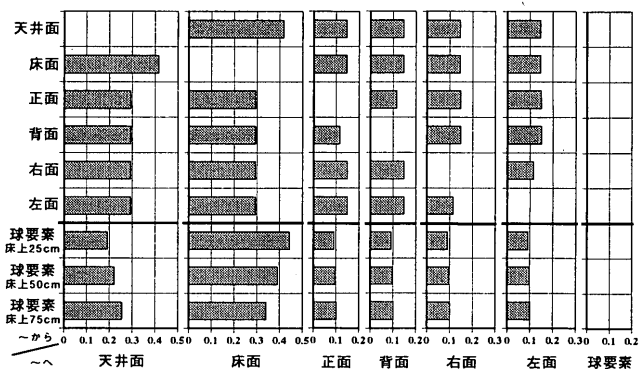 天井面
床面
正面
背面
右面
左面
球要素
床上25cm
球要素
床上50cm
球要素
床上75cm
～から 0 0.1 0.2 0.3 0.4 0.5 0 0.1 0.2 0.3 0.4 0.5 0 0.1 0.2 0 0.1 0.2 0 0.1 0.2 0 0.1 0.2 0 0.1 0.2
～へ 天井面 床面 正面 背面 右面 左面 球要素